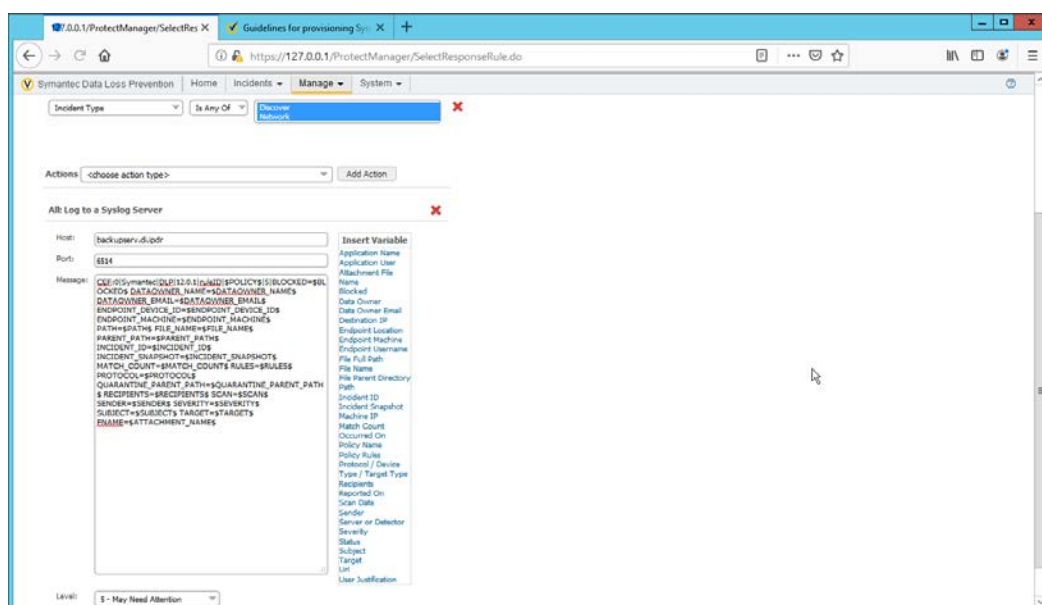 127.0.0.1/ProtectManager/SelectRes X
Guidelines for provisioning Sy X +
https://127.0.0.1/ProtectManager/SelectResponseRule.do
Symantec Data Loss Prevention Home Incidents Manage System
Incident Type Is Any Of Discover
Network
Actions <choose action type> Add Action
All: Log to a Syslog Server
Host:
Port: 6514
Message:
CEF:0|Symantec|DLP|12.0.1|ruleID|$POLICY$|5|BLOCKED=$BL
OCKED$ DATAOWNER_NAME=$DATAOWNER_NAME$
DATAOWNER_EMAIL=$DATAOWNER_EMAIL$
ENDPOINT_DEVICE_ID=$ENDPOINT_DEVICE_ID$
ENDPOINT_MACHINE=$ENDPOINT_MACHINE$
PATH=$PATH$ FILE_NAME=$FILE_NAME$
PARENT_PATH=$PARENT_PATH$
INCIDENT_ID=$INCIDENT_ID$
INCIDENT_SNAPSHOT=$INCIDENT_SNAPSHOT$
MATCH_COUNT=$MATCH_COUNT$ RULES=$RULES$
PROTOCOL=$PROTOCOL$
QUARANTINE_PARENT_PATH=$QUARANTINE_PARENT_PATH
$ RECIPIENTS=$RECIPIENTS$ SCAN=$SCAN$
SENDER=$SENDER$ SEVERITY=$SEVERITY$
SUBJECT=$SUBJECT$ TARGET=$TARGET$
FNAME=$ATTACHMENT_NAME$
Insert Variable
Application Name
Application User
Attachment File
Name
Blocked
Data Owner
Data Owner Email
Destination IP
Endpoint Location
Endpoint Machine
Endpoint Username
File Full Path
File Name
File Parent Directory
Path
Incident ID
Incident Snapshot
Machine IP
Match Count
Occurred On
Policy Name
Policy Rules
Protocol / Device
Type / Target Type
Recipients
Reported On
Scan Date
Sender
Server or Detector
Severity
Status
Subject
Target
Url
User Justification
Level: 5 - May Need Attention